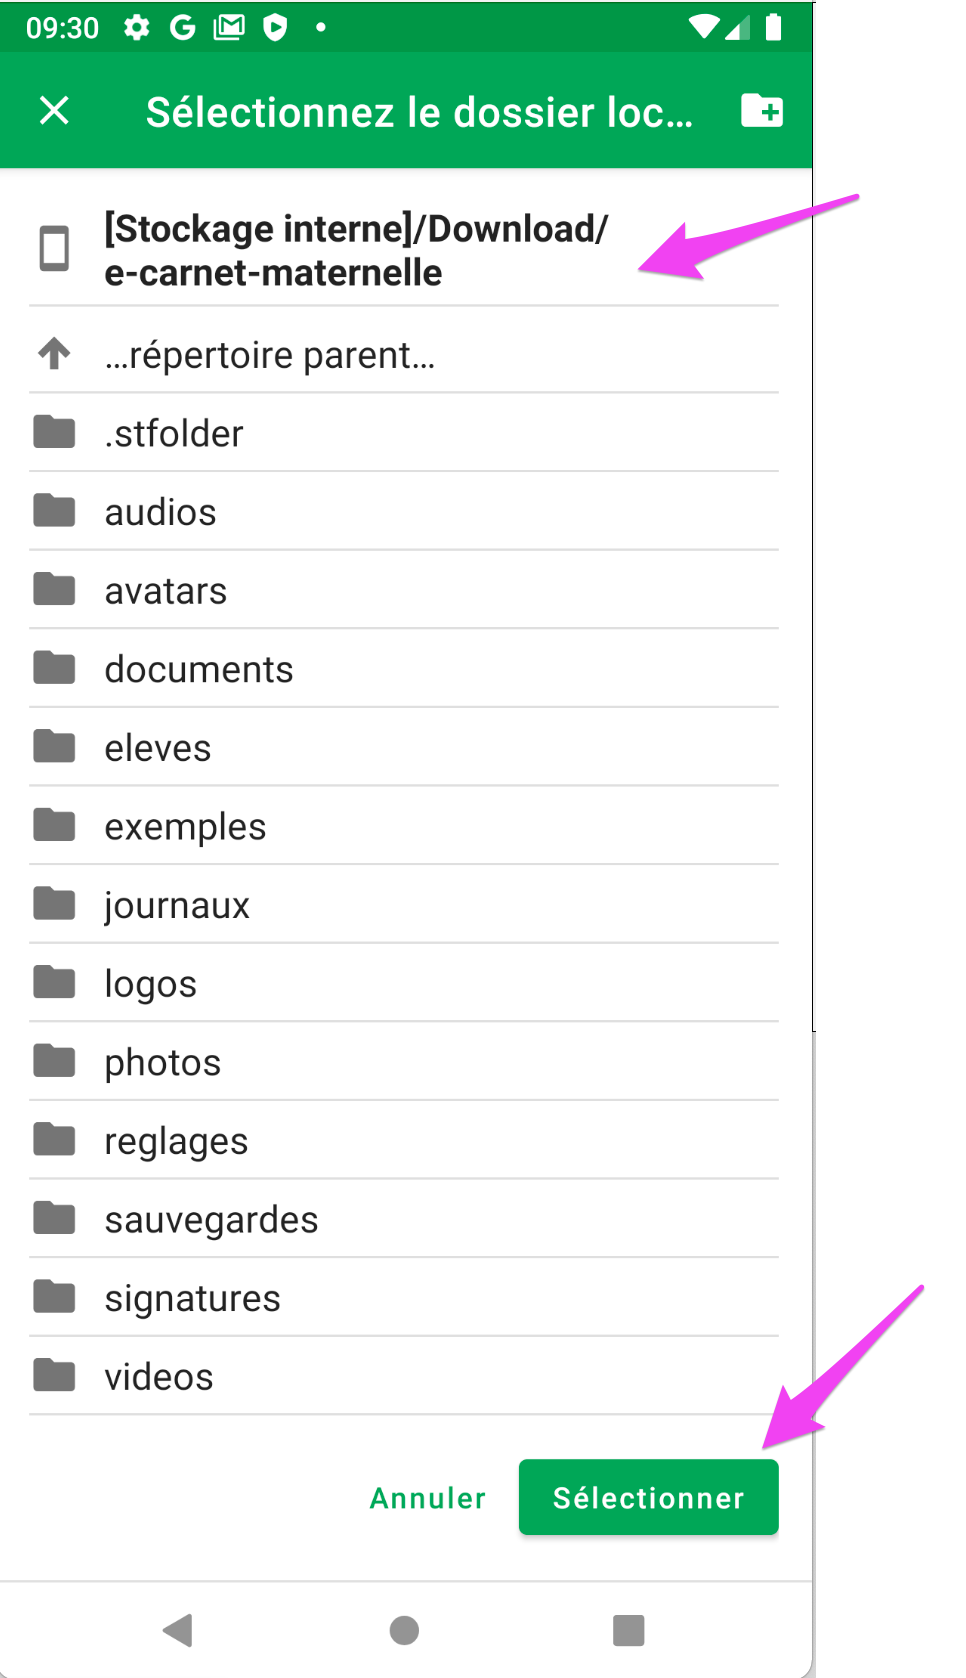 09:30
Sélectionnez le dossier loc...
[Stockage interne]/Download/
e-carnet-maternelle
...répertoire parent...
.stfolder
audios
avatars
documents
eleves
exemples
journaux
logos
photos
reglages
sauvegardes
signatures
videos
Annuler
Sélectionner